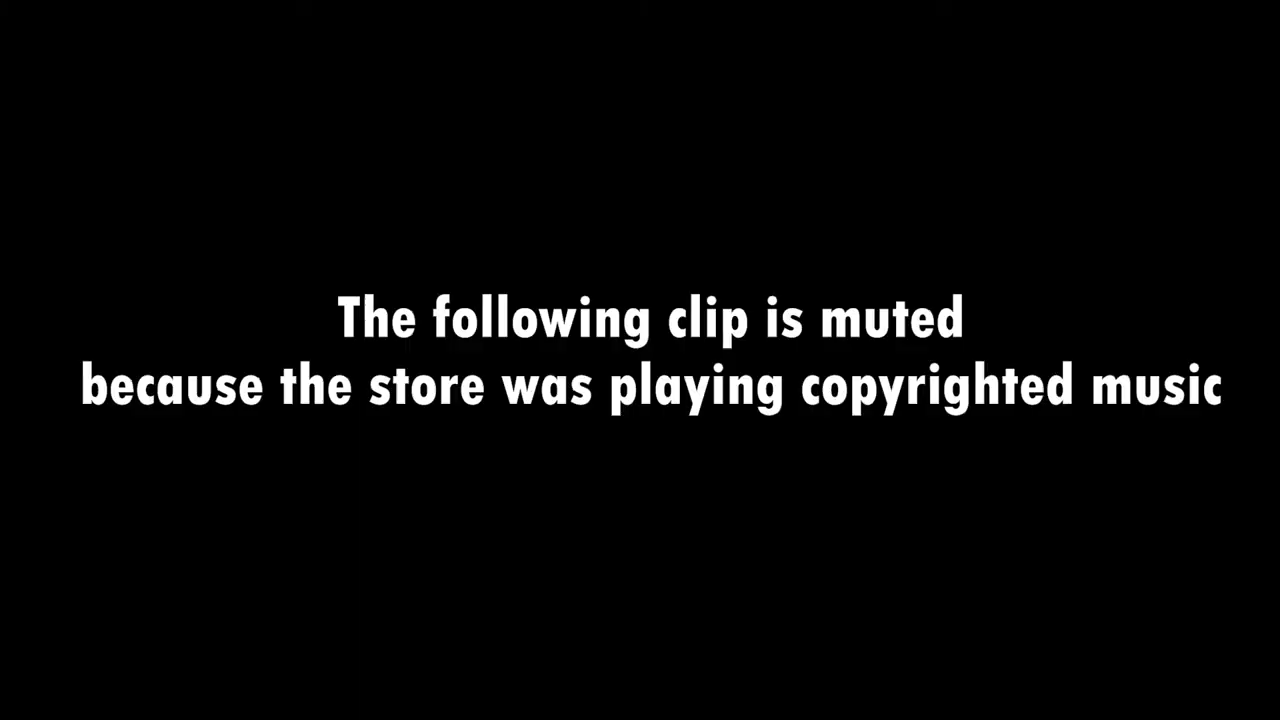 The following clip is muted
because the store was playing copyrighted music